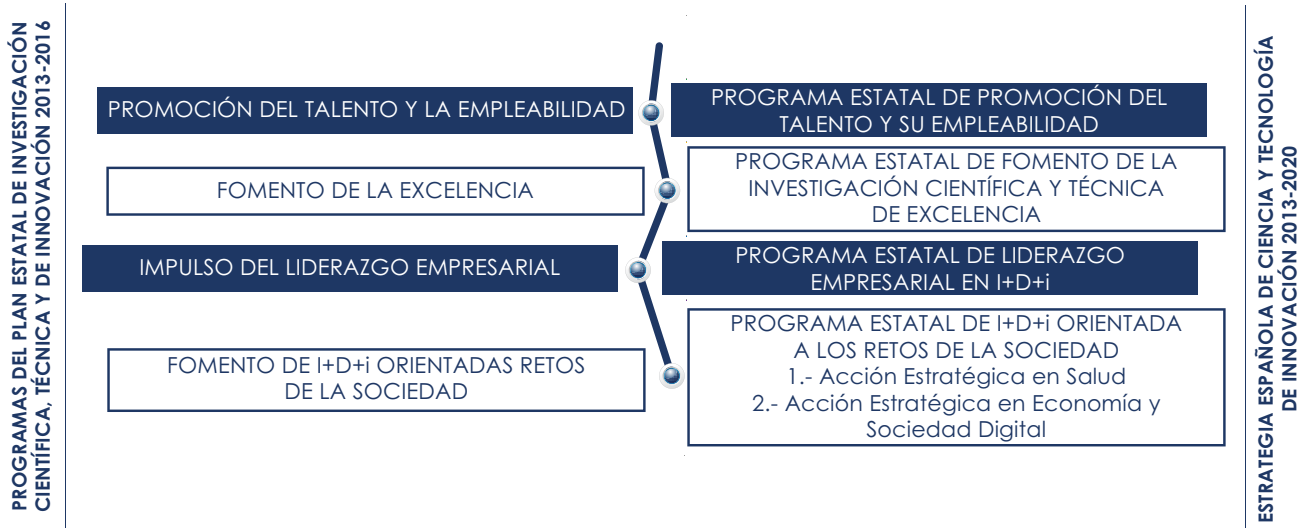 PROGRAMAS DEL PLAN ESTATAL DE INVESTIGACIÓN
CIENTÍFICA, TÉCNICA Y DE INNOVACIÓN 2013-2016
PROMOCIÓN DEL TALENTO Y LA EMPLEABILIDAD
PROGRAMA ESTATAL DE PROMOCIÓN DEL
TALENTO Y SU EMPLEABILIDAD
FOMENTO DE LA EXCELENCIA
PROGRAMA ESTATAL DE FOMENTO DE LA
INVESTIGACIÓN CIENTÍFICA Y TÉCNICA
DE EXCELENCIA
IMPULSO DEL LIDERAZGO EMPRESARIAL
PROGRAMA ESTATAL DE LIDERAZGO
EMPRESARIAL EN I+D+i
FOMENTO DE I+D+i ORIENTADAS RETOS
DE LA SOCIEDAD
PROGRAMA ESTATAL DE I+D+i ORIENTADA
A LOS RETOS DE LA SOCIEDAD
1.- Acción Estratégica en Salud
2.- Acción Estratégica en Economía y
Sociedad Digital
ESTRATEGIA ESPAÑOLA DE CIENCIA Y TECNOLOGÍA
DE INNOVACIÓN 2013-2020